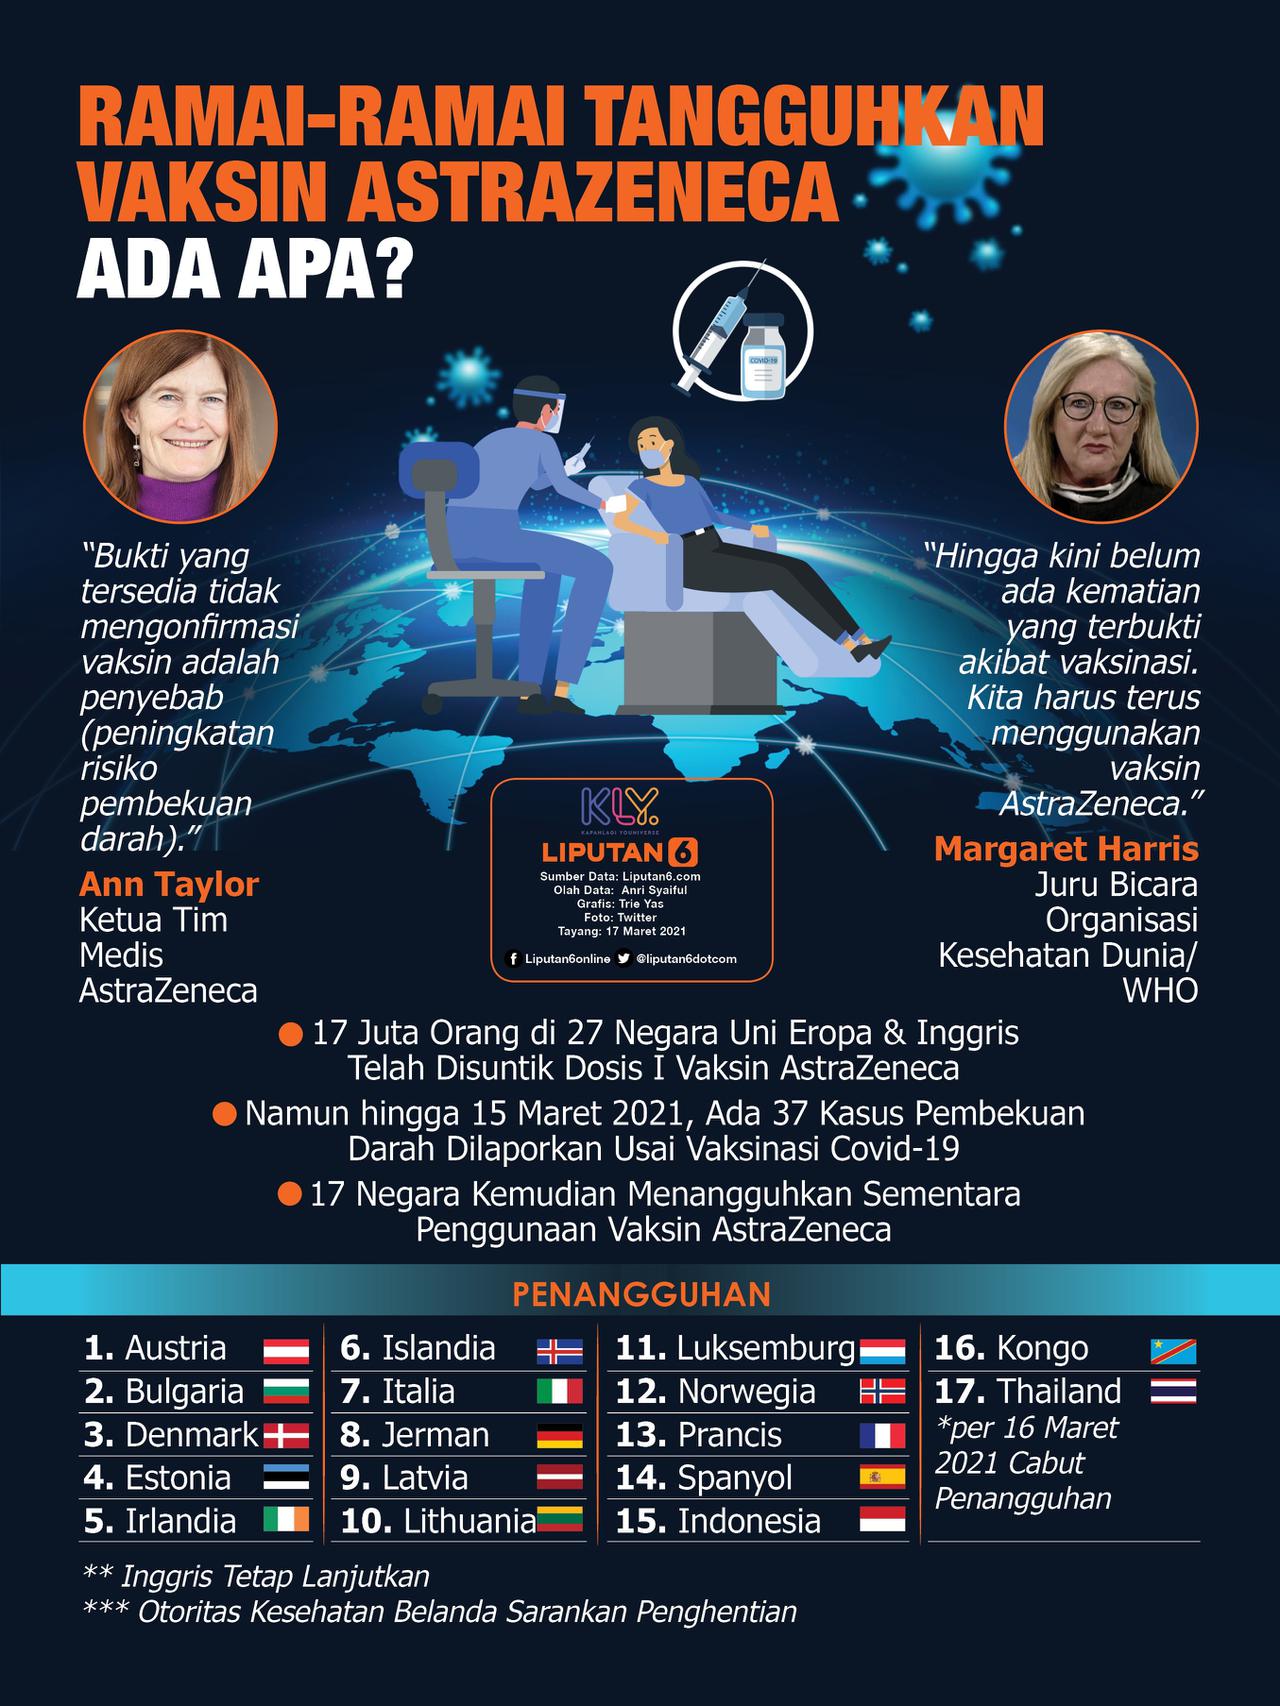 RAMAI-RAMAI TANGGUHKAN
VAKSIN ASTRAZENECA
ADA APA?
COVID-19
“Bukti yang
tersedia tidak
mengonfirmasi
vaksin adalah
penyebab
(peningkatan
risiko
pembekuan
darah).”
Ann Taylor
Ketua Tim
Medis
AstraZeneca
“Hingga kini belum
ada kematian
yang terbukti
akibat vaksinasi.
Kita harus terus
menggunakan
vaksin
AstraZeneca.”
Margaret Harris
Juru Bicara
Organisasi
Kesehatan Dunia/
WHO
KLY.
KAPANLAGI YOUNIVERSE
LIPUTAN 6
Sumber Data: Liputan6.com
Olah Data: Anri Syaiful
Grafis: Trie Yas
Foto: Twitter
Tayang: 17 Maret 2021
Liputan6online @liputan6dotcom
17 Juta Orang di 27 Negara Uni Eropa & Inggris
Telah Disuntik Dosis I Vaksin AstraZeneca
Namun hingga 15 Maret 2021, Ada 37 Kasus Pembekuan
Darah Dilaporkan Usai Vaksinasi Covid-19
17 Negara Kemudian Menangguhkan Sementara
Penggunaan Vaksin AstraZeneca
PENANGGUHAN
1. Austria
2. Bulgaria
3. Denmark
4. Estonia
5. Irlandia
6. Islandia
7. Italia
8. Jerman
9. Latvia
10. Lithuania
11. Luksemburg
12. Norwegia
13. Prancis
14. Spanyol
15. Indonesia
16. Kongo
17. Thailand
*per 16 Maret
2021 Cabut
Penangguhan
** Inggris Tetap Lanjutkan
*** Otoritas Kesehatan Belanda Sarankan Penghentian